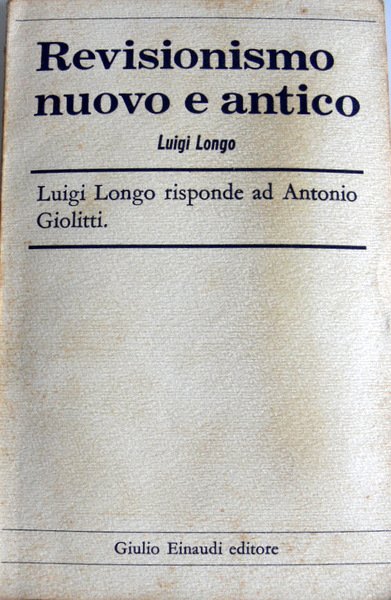 Revisionismo
nuovo e antico
Luigi Longo
Luigi Longo risponde ad Antonio
Giolitti.
Giulio Einaudi editore